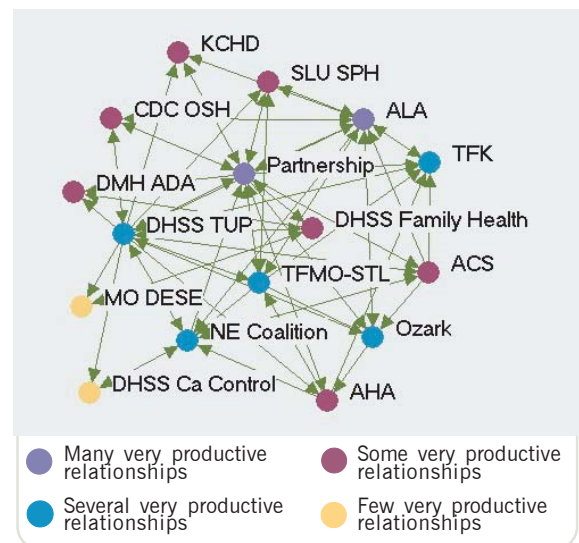 KCHD
SLU SPH
CDC OSH
ALA
TFK
Partnership
DMH ADA
DHSS TUP
DHSS Family Health
ACS
TFMO-STL
MO DESE
NE Coalition
Ozark
DHSS Ca Control
AHA
Many very productive
relationships
Some very productive
relationships
Several very productive
relationships
Few very productive
relationships